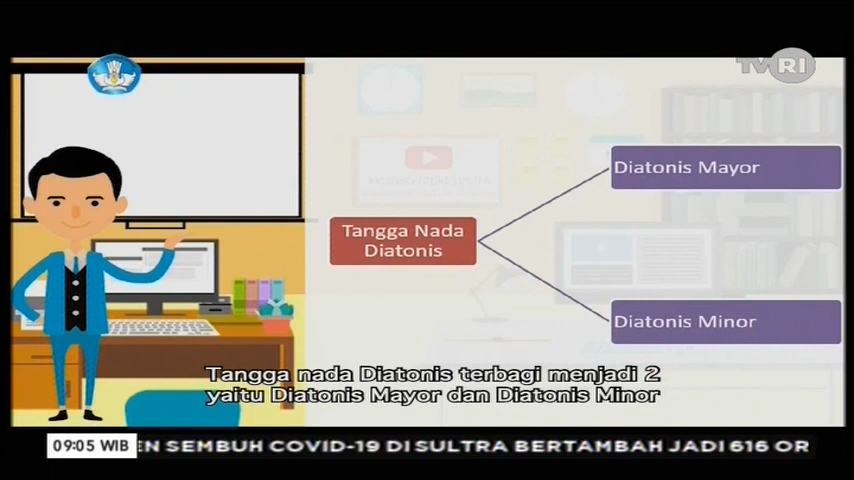 TVRI
Diatonis Mayor
Tangga Nada
Diatonis
Diatonis Minor
Tangga nada Diatonis terbagi menjadi 2
yaitu Diatonis Mayor dan Diatonis Minor
09:05 WIB EN SEMBUH COVID-19 DI SULTRA BERTAMBAH JADI 616 OR